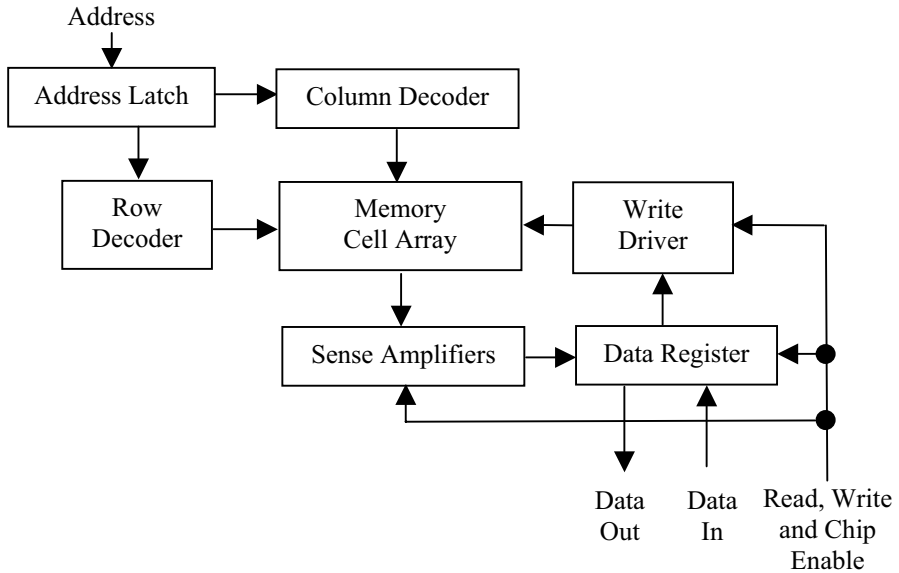 Address
Address Latch
Column Decoder
Row
Decoder
Memory
Cell Array
Write
Driver
Sense Amplifiers
Data Register
Data
Out
Data
In
Read, Write
and Chip
Enable